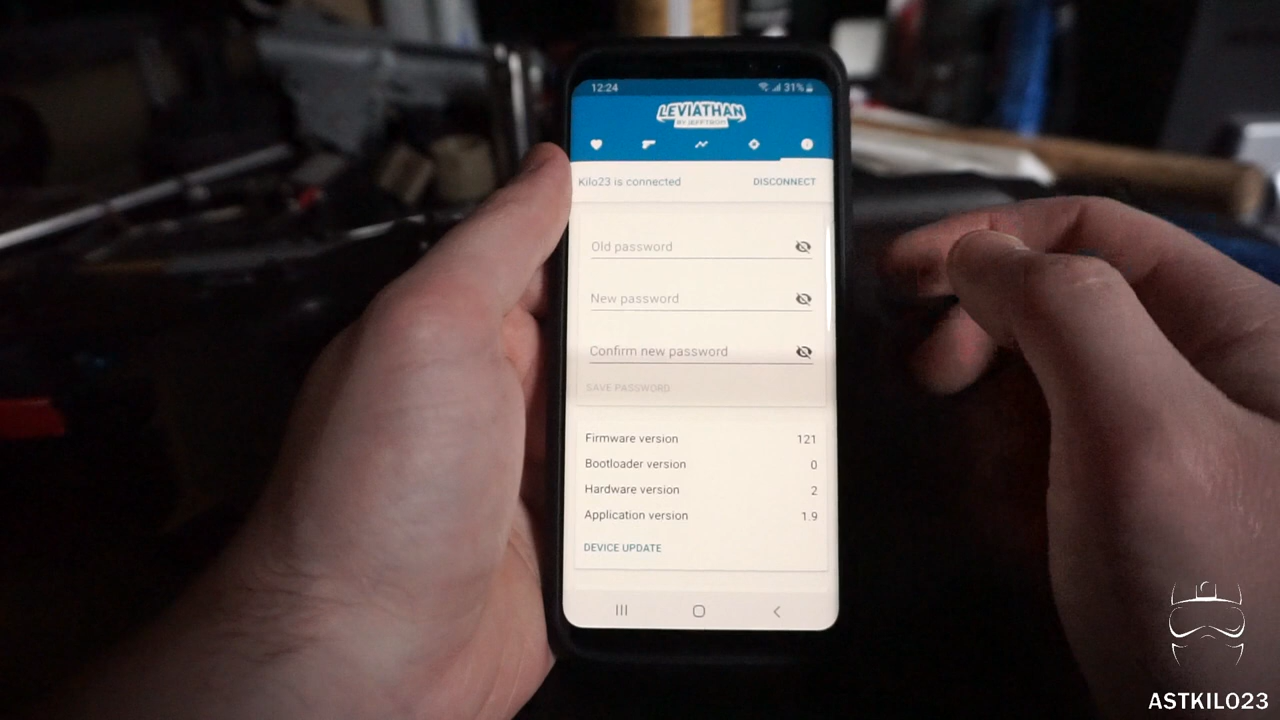 12:24
31%
LEVIATHAN
BY JEFFTRON
Kilo23 is connected
DISCONNECT
Old password
New password
Confirm new password
SAVE PASSWORD
Firmware version 121
Bootloader version 0
Hardware version 2
Application version 1.9
DEVICE UPDATE
ASTKILO23